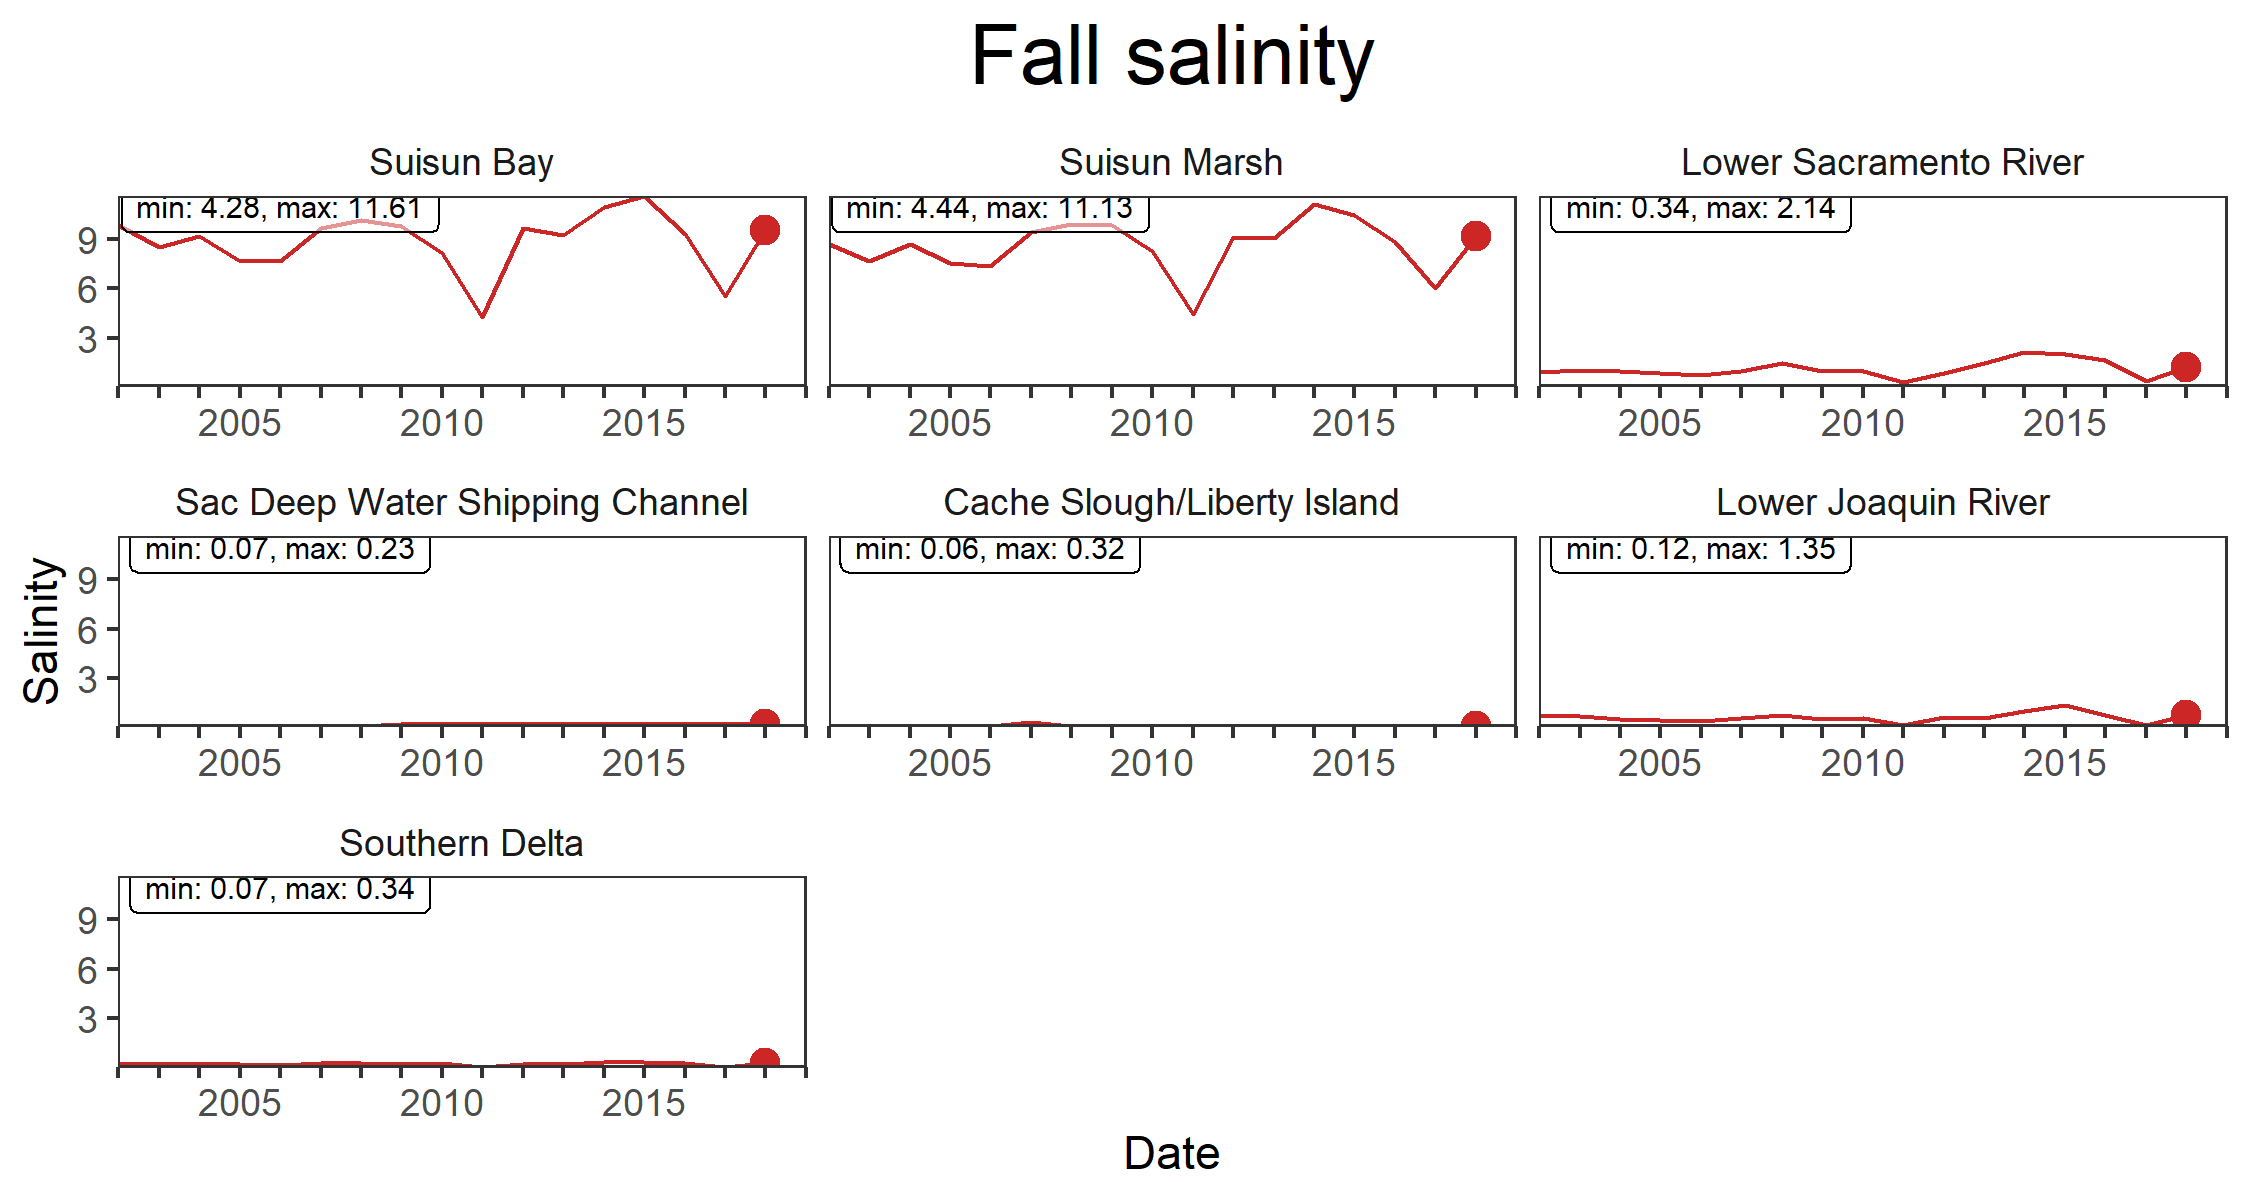 Fall salinity
Suisun Bay
Suisun Marsh
Lower Sacramento River
min: 4.28, max: 11.61
min: 4.44, max: 11.13
min: 0.34, max: 2.14
9
6
3
2005 2010 2015
2005 2010 2015
2005 2010 2015
Sac Deep Water Shipping Channel
Cache Slough/Liberty Island
Lower Joaquin River
min: 0.07, max: 0.23
min: 0.06, max: 0.32
min: 0.12, max: 1.35
Salinity
9
6
3
2005 2010 2015
2005 2010 2015
2005 2010 2015
Southern Delta
min: 0.07, max: 0.34
9
6
3
2005 2010 2015
Date